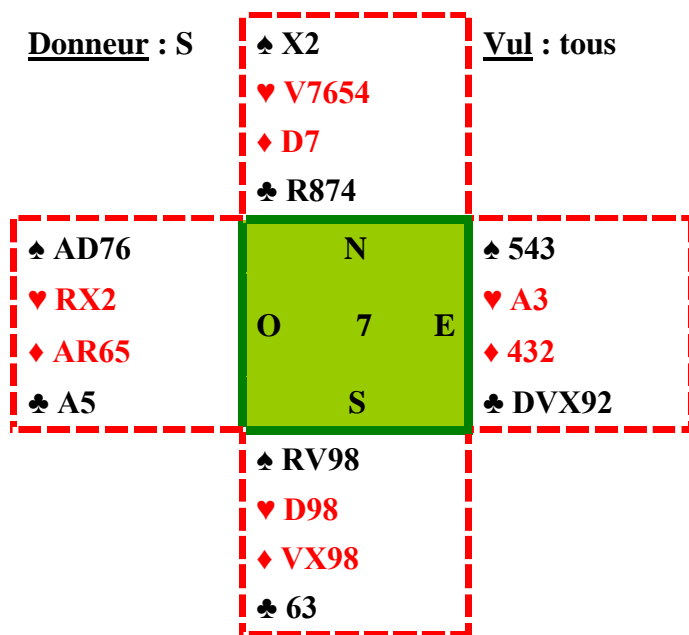 Donneur : S
♠ X2
Vul : tous
♥ V7654
♦ D7
♣ R874
♠ AD76
N
♠ 543
♥ RX2
♥ A3
O 7 E
♦ AR65
♦ 432
♣ A5
S
♣ DVX92
♠ RV98
♥ D98
♦ VX98
♣ 63